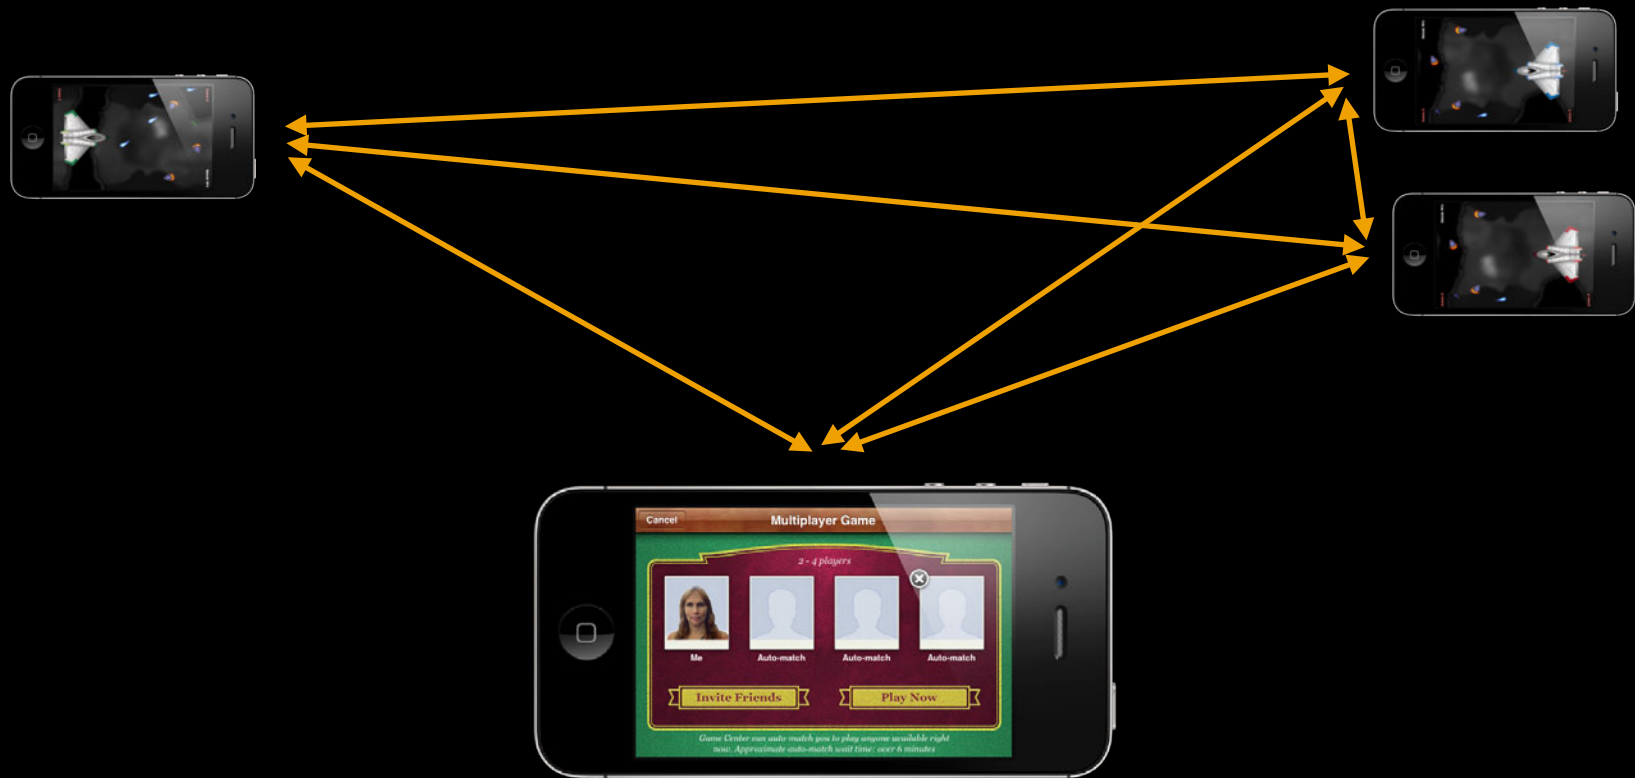 Cancel
Multiplayer Game
2 - 4 players
Me
Auto-match
Auto-match
Auto-match
Invite Friends
Play Now
Game Center can auto-match you to play anyone available right
now. Approximate auto-match wait time: over 6 minutes